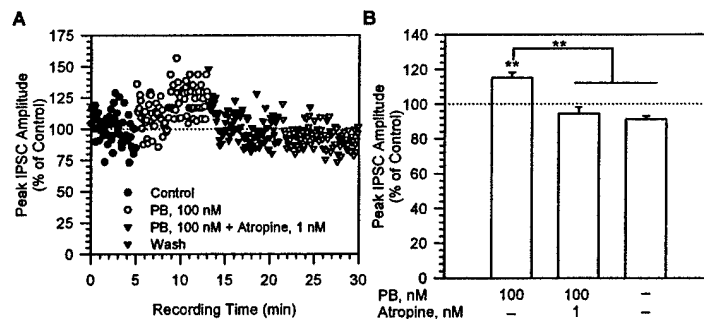 A
Peak IPSC Amplitude
(% of Control)
175
150
125
100
75
50
25
0
Control
PB, 100 nM
PB, 100 nM + Atropine, 1 nM
Wash
0 5 10 15 20 25 30
Recording Time (min)
B
Peak IPSC Amplitude
(% of Control)
140
120
100
80
60
40
20
0
**
**
PB, nM 100 100 –
Atropine, nM – 1 –